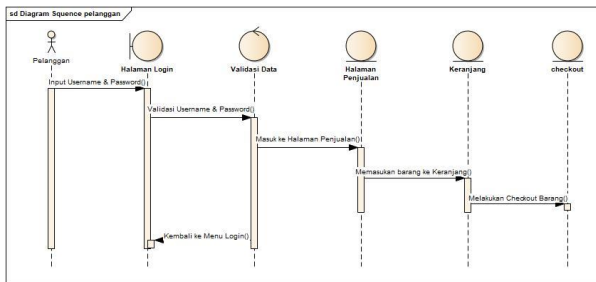 sd Diagram Squence pelanggan
Pelanggan
Halaman Login
Validasi Data
Halaman
Penjualan
Keranjang
checkout
Input Username & Password()
Validasi Username & Password()
Masuk ke Halaman Penjualan()
Memasukan barang ke Keranjang()
Melakukan Checkout Barang()
Kembali ke Menu Login()